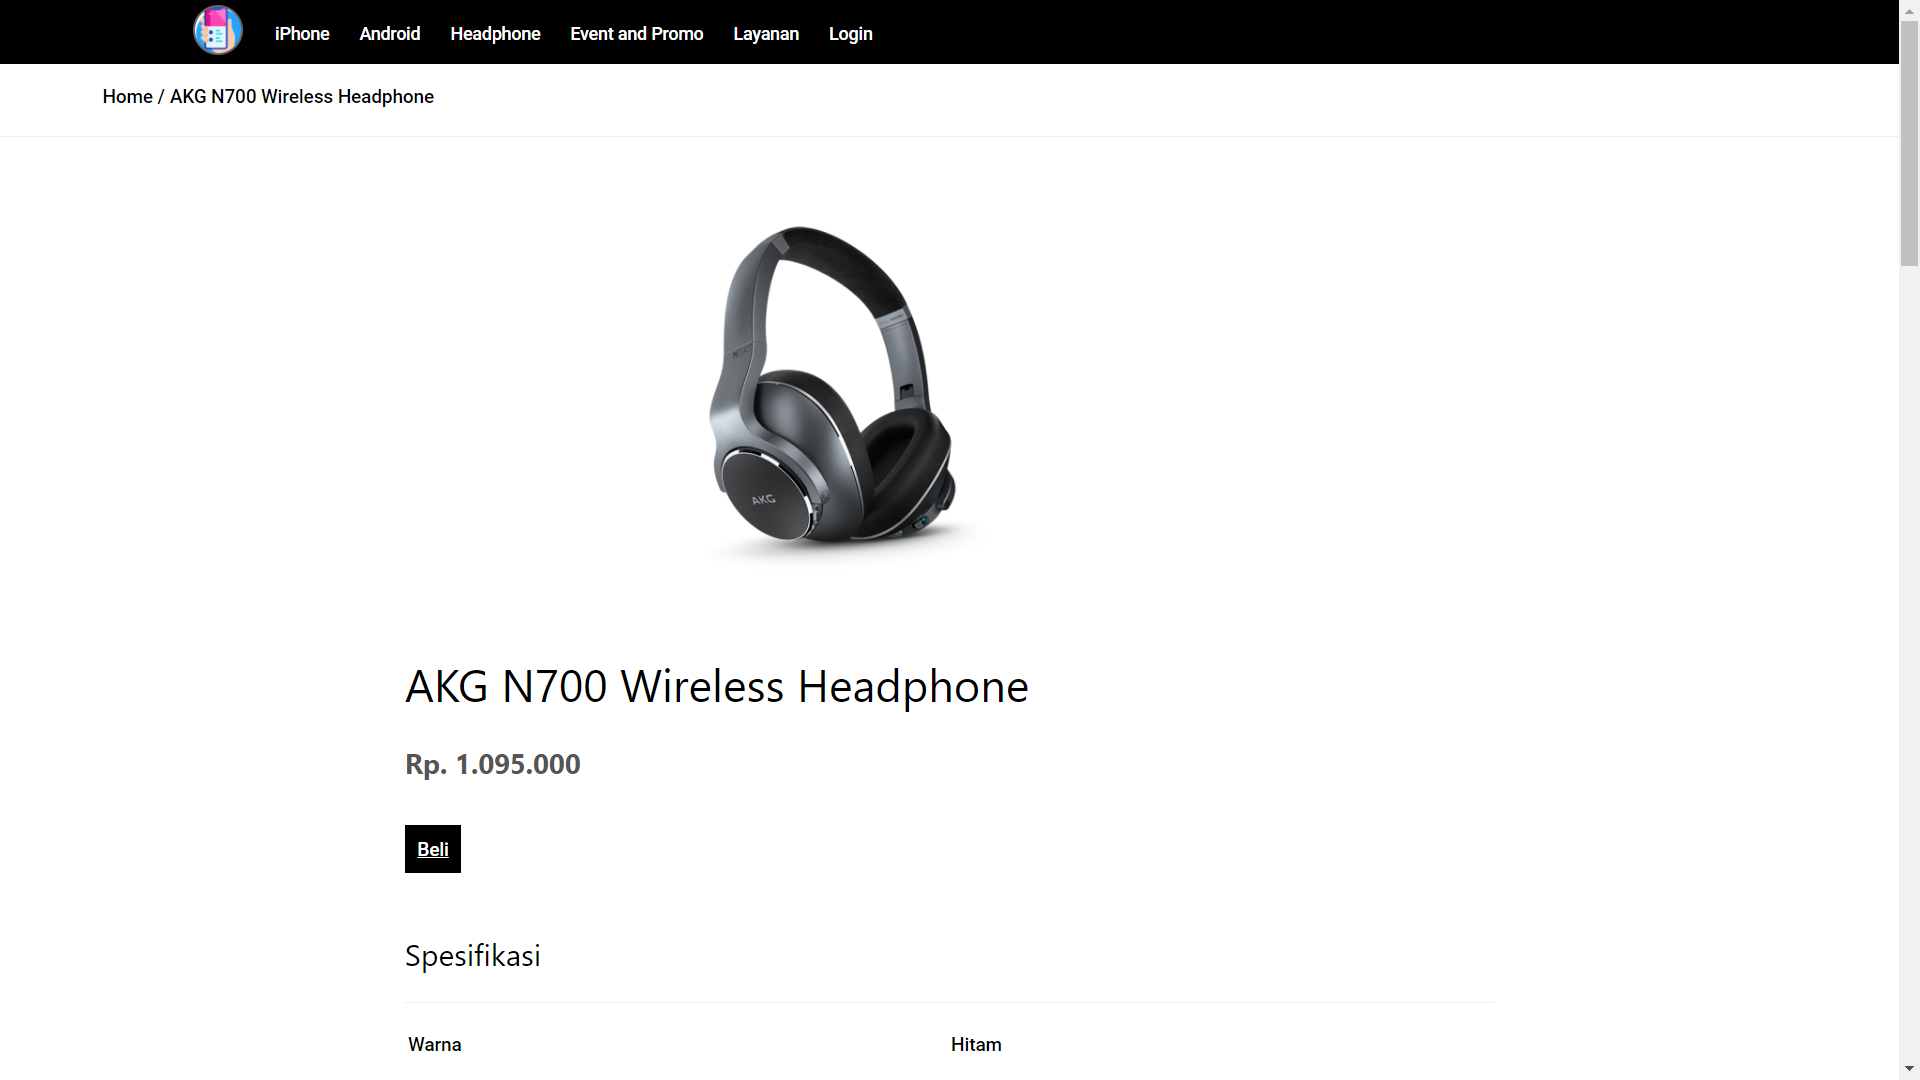 iPhone Android Headphone Event and Promo Layanan Login
Home / AKG N700 Wireless Headphone
N700
AKG
AKG N700 Wireless Headphone
Rp. 1.095.000
Beli
Spesifikasi
Warna Hitam